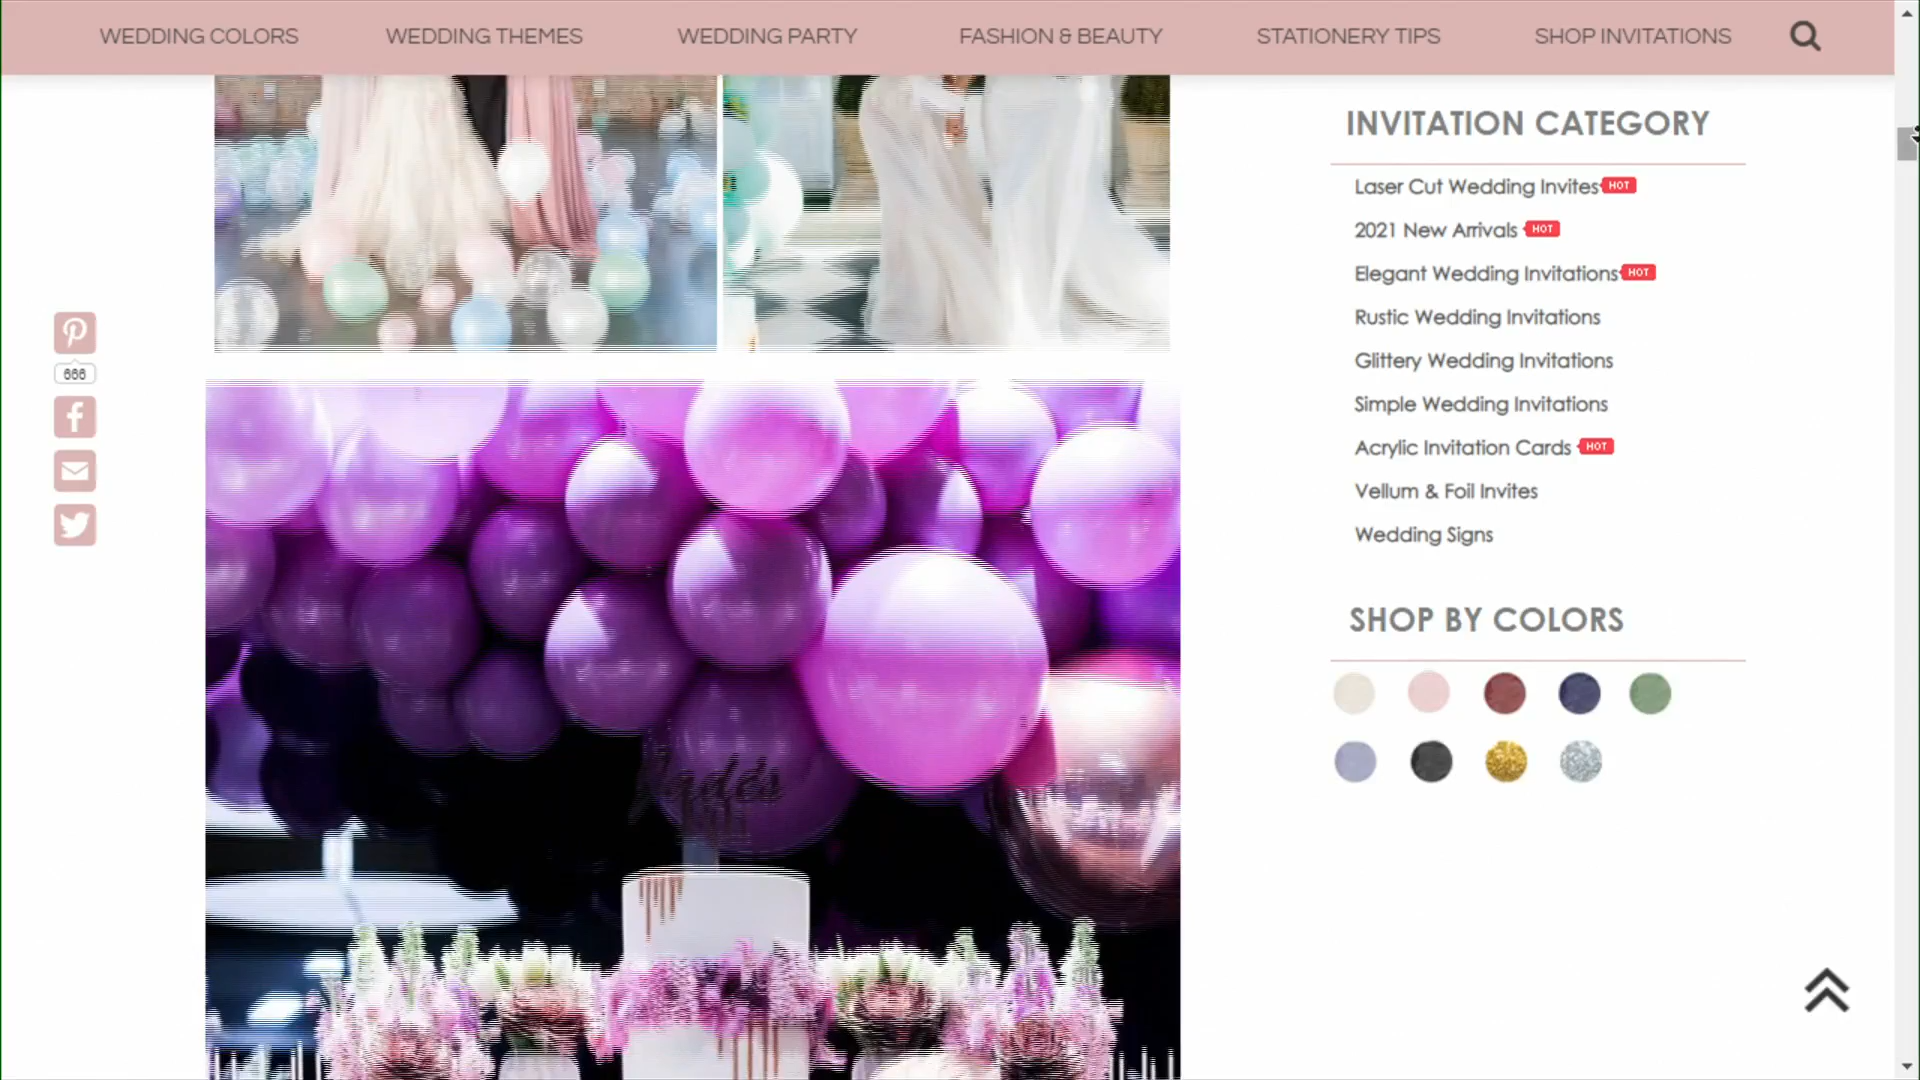 WEDDING COLORS WEDDING THEMES WEDDING PARTY FASHION & BEAUTY STATIONERY TIPS SHOP INVITATIONS
INVITATION CATEGORY
Laser Cut Wedding Invites HOT
2021 New Arrivals HOT
Elegant Wedding Invitations HOT
Rustic Wedding Invitations
Glittery Wedding Invitations
Simple Wedding Invitations
Acrylic Invitation Cards HOT
Vellum & Foil Invites
Wedding Signs
SHOP BY COLORS
666